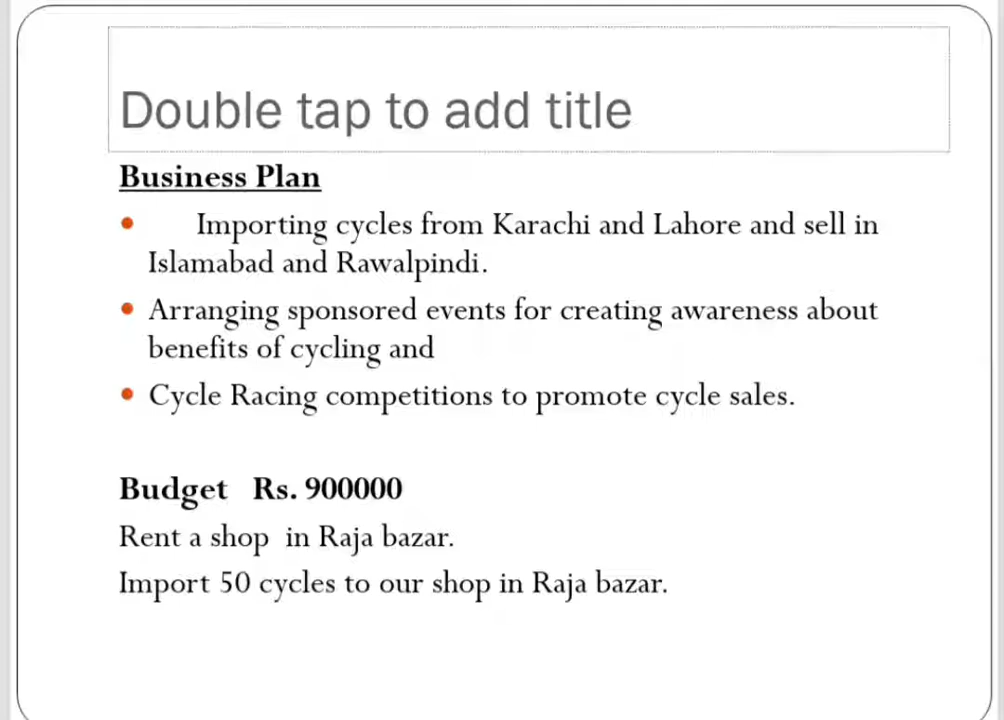 Double tap to add title
Business Plan
• Importing cycles from Karachi and Lahore and sell in
Islamabad and Rawalpindi.
• Arranging sponsored events for creating awareness about
benefits of cycling and
• Cycle Racing competitions to promote cycle sales.
Budget Rs. 900000
Rent a shop in Raja bazar.
Import 50 cycles to our shop in Raja bazar.